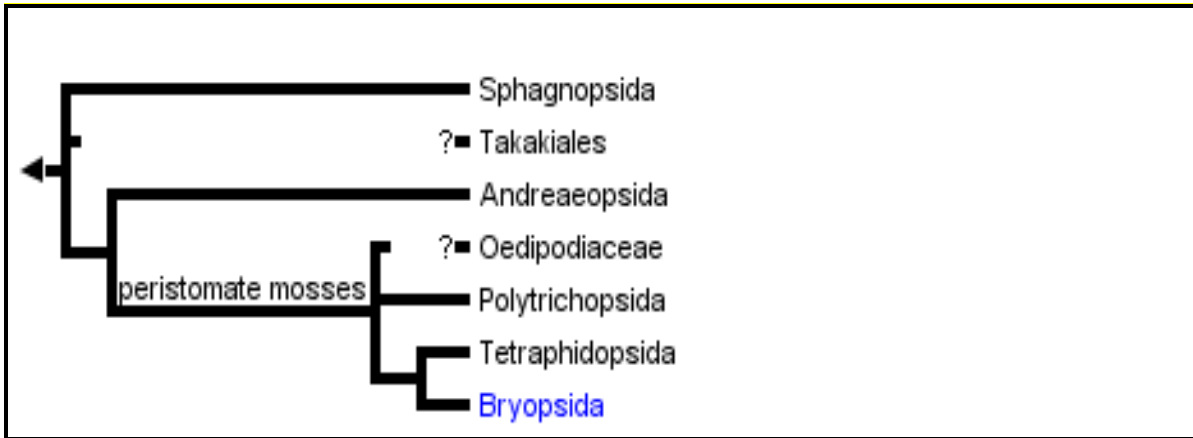 Sphagnopsida
? Takakiales
Andreaeopsida
? Oedipodiaceae
peristomate mosses
Polytrichopsida
Tetraphidopsida
Bryopsida